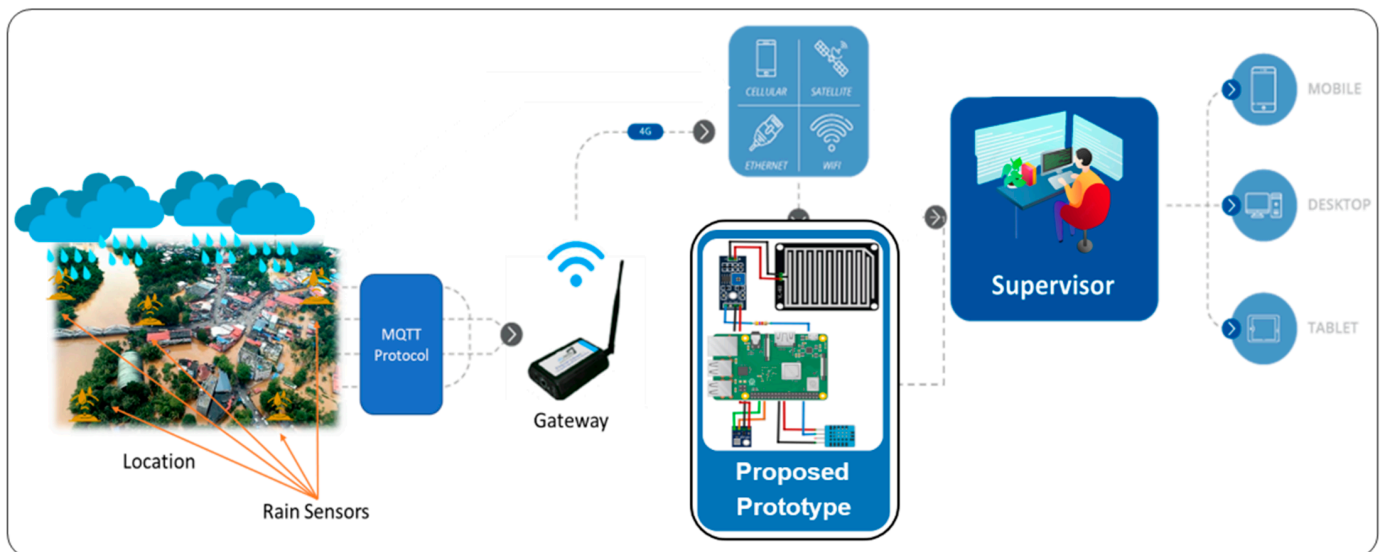 CELLULAR
SATELLITE
ETHERNET
WIFI
4G
MQTT
Protocol
Gateway
Location
Rain Sensors
Proposed
Prototype
Supervisor
MOBILE
DESKTOP
TABLET